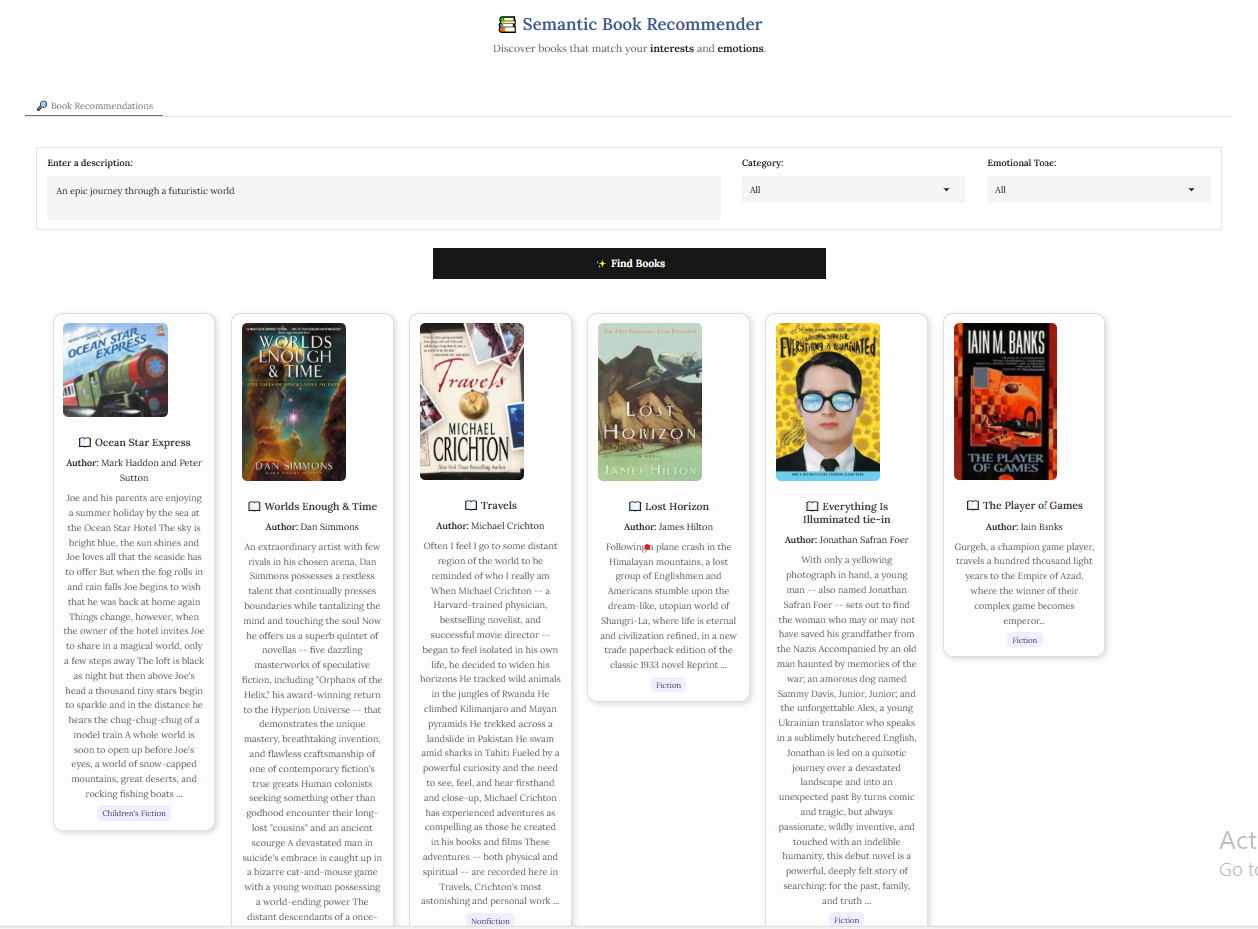 Semantic Book Recommender
Discover books that match your interests and emotions.
Book Recommendations
Enter a description:
An epic journey through a futuristic world
Category:
All
Emotional Tone:
All
Find Books
OCEAN STAR
EXPRESS
Ocean Star Express
Author: Mark Haddon and Peter
Sutton
Joe and his parents are enjoying
a summer holiday by the sea at
the Ocean Star Hotel The sky is
bright blue, the sun shines and
Joe loves all that the seaside has
to offer But when the fog rolls in
and rain falls Joe begins to wish
that he was back at home again
Things change, however, when
the owner of the hotel invites Joe
to share in a magical world, only
a few steps away The loft is black
as night but then above Joe's
head a thousand tiny stars begin
to sparkle and in the distance he
hears the chug-chug-chug of a
model train A whole world is
soon to open up before Joe's
eyes, a world of snow-capped
mountains, great deserts, and
rocking fishing boats ...
Children's Fiction
WORLDS
ENOUGH
& TIME
FIVE TALES OF SPECULATIVE FICTION
DAN SIMMONS
Worlds Enough & Time
Author: Dan Simmons
An extraordinary artist with few
rivals in his chosen arena, Dan
Simmons possesses a restless
talent that continually presses
boundaries while tantalizing the
mind and touching the soul Now
he offers us a superb quintet of
novellas -- five dazzling
masterworks of speculative
fiction, including "Orphans of the
Helix," his award-winning return
to the Hyperion Universe -- that
demonstrates the unique
mastery, breathtaking invention,
and flawless craftsmanship of
one of contemporary fiction's
true greats Human colonists
seeking something other than
godhood encounter their long-
lost "cousins" and an ancient
scourge A devastated man in
suicide's embrace is caught up in
a bizarre cat-and-mouse game
with a young woman possessing
a world-ending power The
distant descendants of a once-
Travels
MICHAEL
CRICHTON
Travels
Author: Michael Crichton
Often I feel I go to some distant
region of the world to be
reminded of who I really am
When Michael Crichton -- a
Harvard-trained physician,
bestselling novelist, and
successful movie director --
began to feel isolated in his own
life, he decided to widen his
horizons He tracked wild animals
in the jungles of Rwanda He
climbed Kilimanjaro and Mayan
pyramids He trekked across a
landslide in Pakistan He swam
amid sharks in Tahiti Fueled by a
powerful curiosity and the need
to see, feel, and hear firsthand
and close-up, Michael Crichton
has experienced adventures as
compelling as those he created
in his books and films These
adventures -- both physical and
spiritual -- are recorded here in
Travels, Crichton's most
astonishing and personal work ...
Nonfiction
LOST
HORIZON
A NOVEL
JAMES HILTON
Lost Horizon
Author: James Hilton
Following a plane crash in the
Himalayan mountains, a lost
group of Englishmen and
Americans stumble upon the
dream-like, utopian world of
Shangri-La, where life is eternal
and civilization refined, in a new
trade paperback edition of the
classic 1933 novel Reprint ...
Fiction
EVERYTHING IS ILLUMINATED
Everything Is
Illuminated tie-in
Author: Jonathan Safran Foer
With only a yellowing
photograph in hand, a young
man -- also named Jonathan
Safran Foer -- sets out to find
the woman who may or may not
have saved his grandfather from
the Nazis Accompanied by an old
man haunted by memories of the
war; an amorous dog named
Sammy Davis, Junior, Junior; and
the unforgettable Alex, a young
Ukrainian translator who speaks
in a sublimely butchered English,
Jonathan is led on a quixotic
journey over a devastated
landscape and into an
unexpected past By turns comic
and tragic, but always
passionate, wildly inventive, and
touched with an indelible
humanity, this debut novel is a
powerful, deeply felt story of
searching: for the past, family,
and truth ...
Fiction
IAIN M. BANKS
THE PLAYER
OF GAMES
The Player of Games
Author: Iain Banks
Gurgeh, a champion game player,
travels a hundred thousand light
years to the Empire of Azad,
where the winner of their
complex game becomes
emperor..
Fiction
Act
Go to